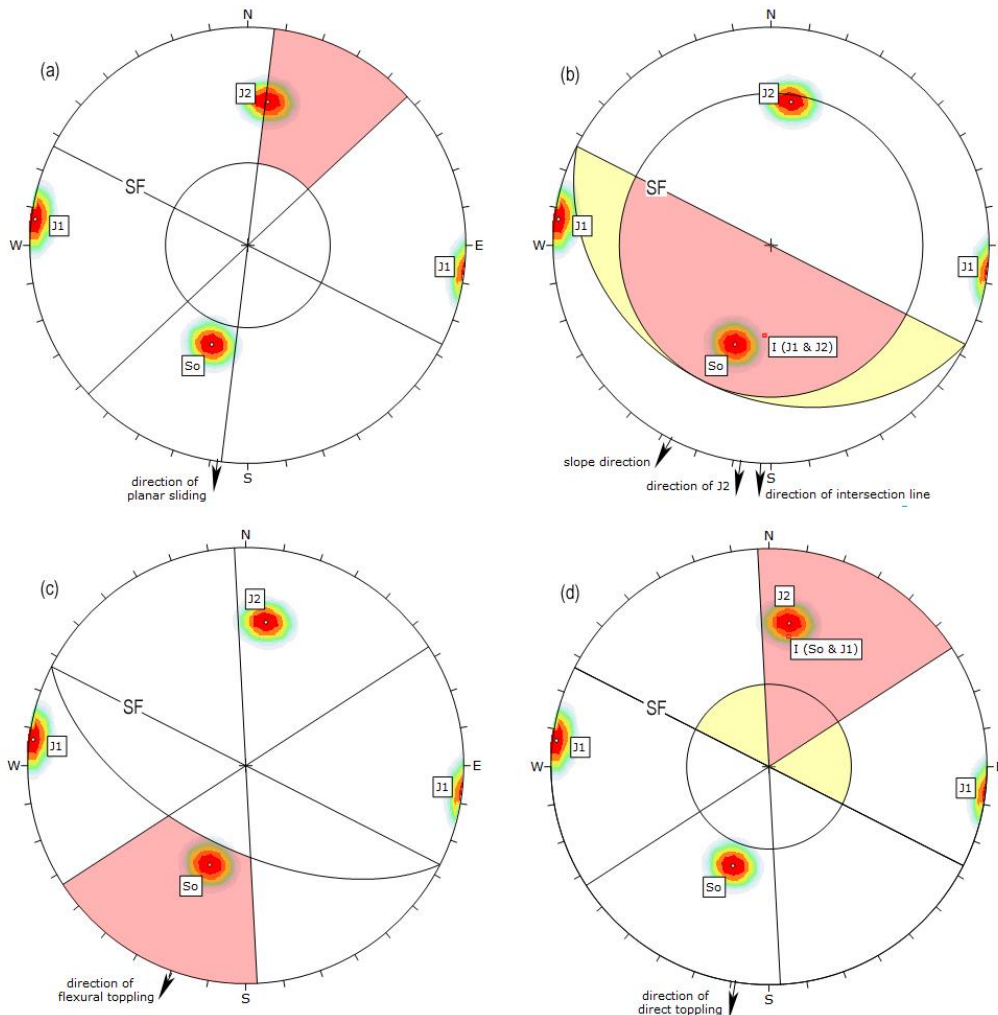 N
(a)
J2
SF
J1
W
E
J1
So
direction of
planar sliding
S
(b)
J2
SF
J1
W
J1
I (J1 & J2)
So
slope direction
S
direction of J2
direction of intersection line
N
(c)
J2
SF
J1
W
E
J1
So
direction of
flexural toppling
S
N
(d)
J2
I (So & J1)
SF
J1
W
J1
So
direction of
direct toppling
S